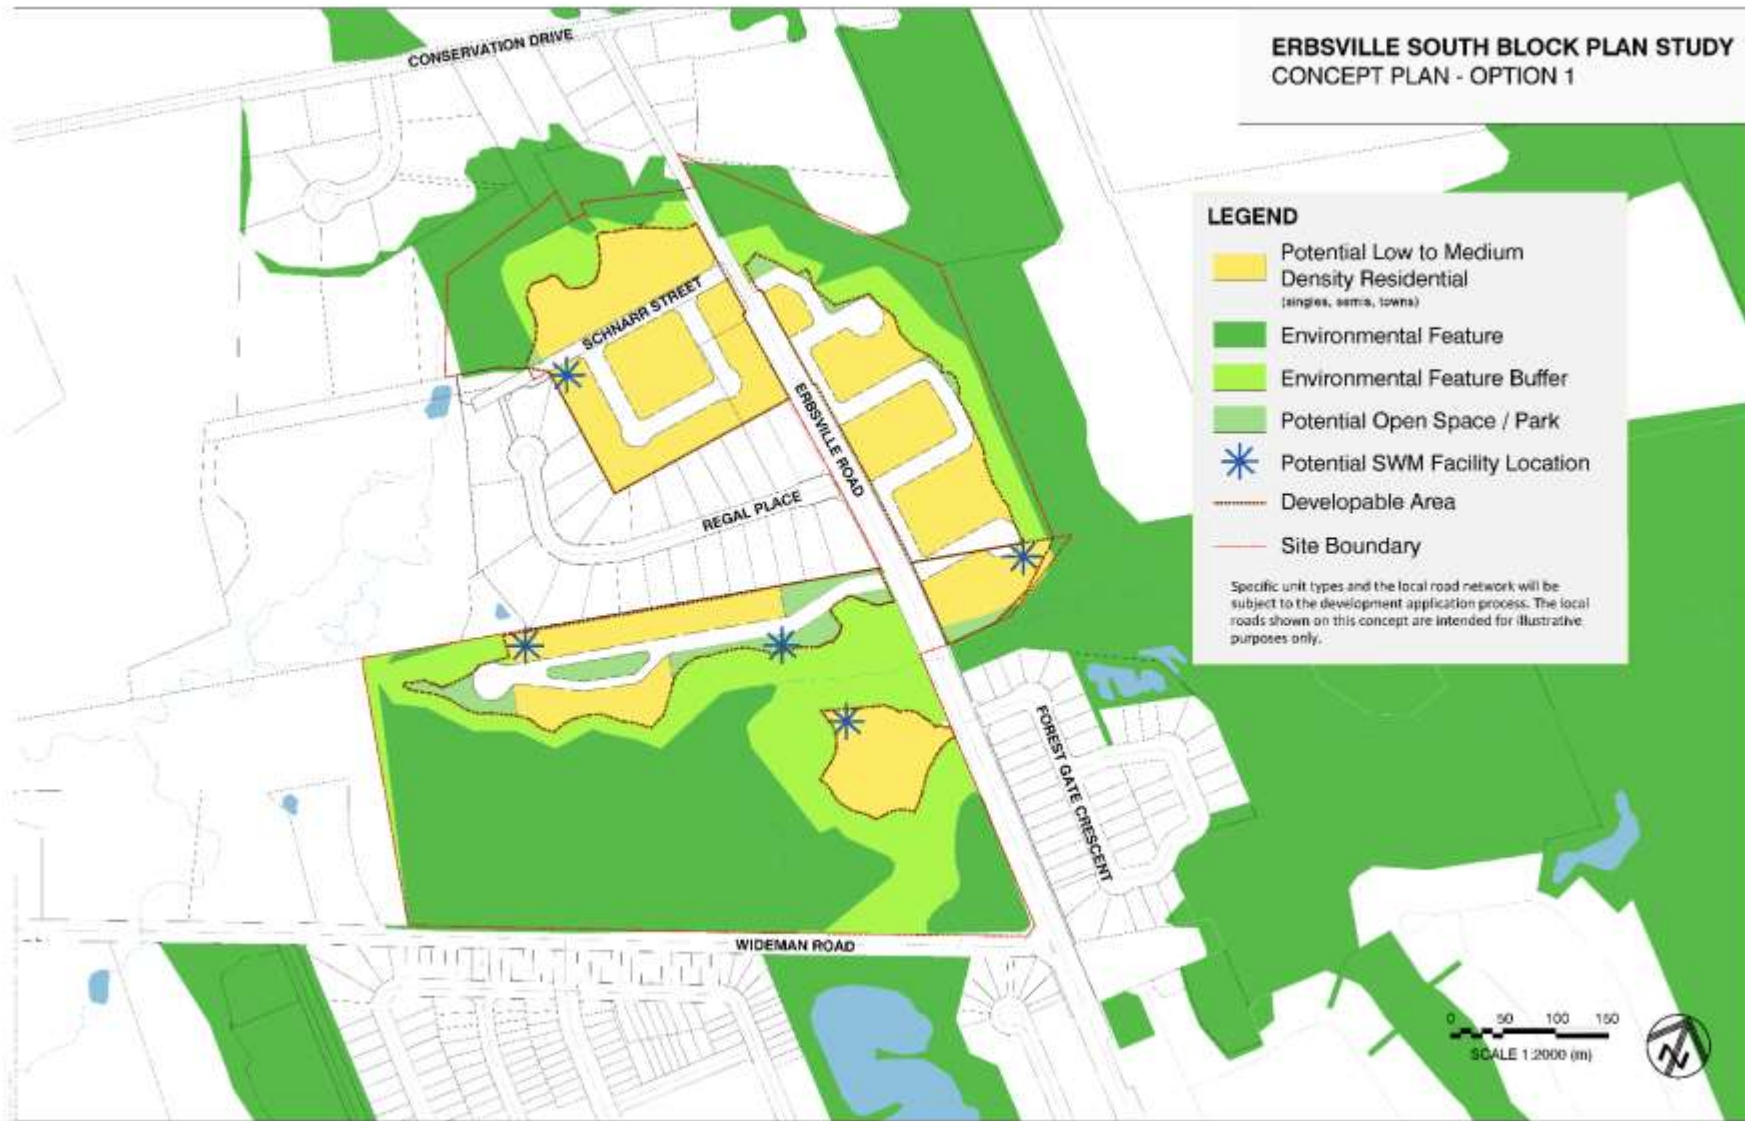 ERBSVILLE SOUTH BLOCK PLAN STUDY
CONCEPT PLAN - OPTION 1
CONSERVATION DRIVE
LEGEND
Potential Low to Medium
Density Residential
(singles, semis, towns)
Environmental Feature
Environmental Feature Buffer
Potential Open Space / Park
Potential SWM Facility Location
Developable Area
Site Boundary
Specific unit types and the local road network will be
subject to the development application process. The local
roads shown on this concept are intended for illustrative
purposes only.
SCHNARR STREET
ERBSVILLE ROAD
REGAL PLACE
FOREST GATE CRESCENT
WIDEMAN ROAD
0 50 100 150
SCALE 1:2000 (m)
N